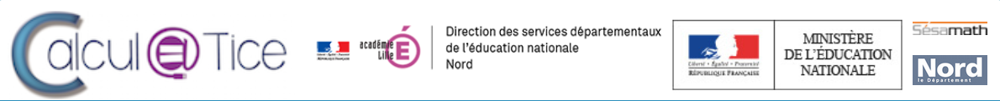 Calcul@Tice
académie
Lille
Direction des services départementaux
de l'éducation nationale
Nord
Liberté • Égalité • Fraternité
RÉPUBLIQUE FRANÇAISE
MINISTÈRE
DE L'ÉDUCATION
NATIONALE
Sésamath
Nord
le Département